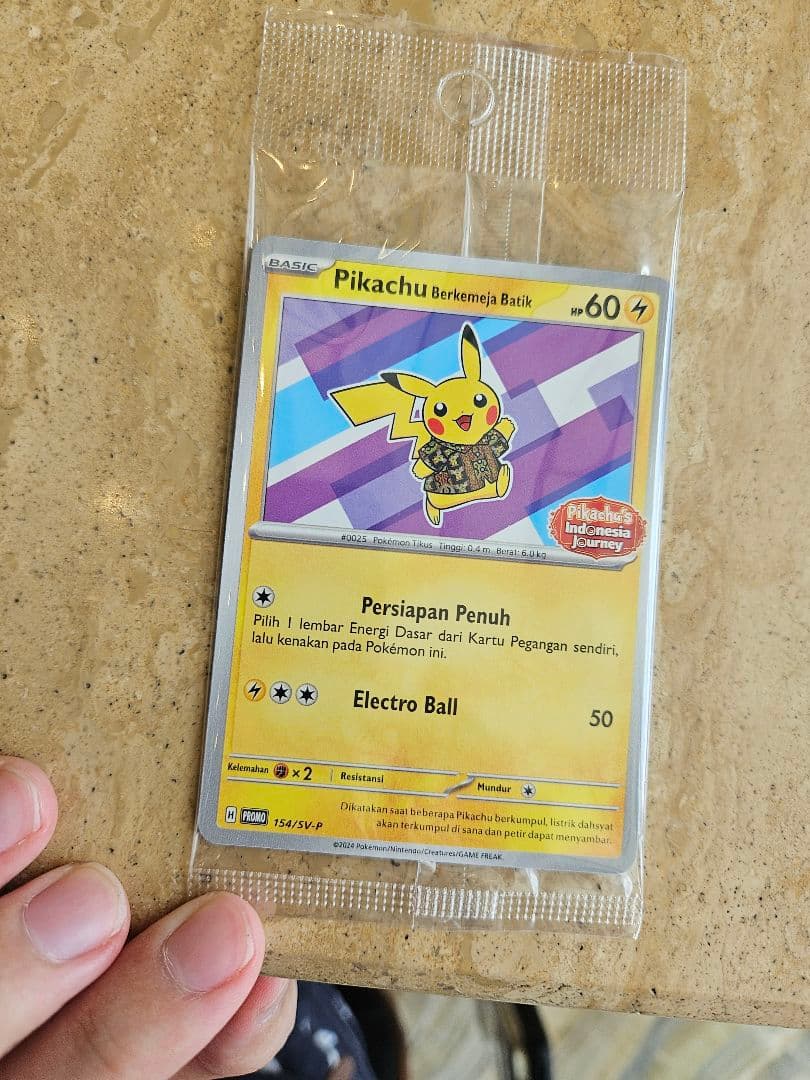 BASIC
Pikachu Berkemeja Batik HP 60
Pikachu's
Indonesia
Journey
#0025 Pokémon Tikus Tinggi: 0.4 m Berat: 6.0 kg
Persiapan Penuh
Pilih 1 lembar Energi Dasar dari Kartu Pegangan sendiri,
lalu kenakan pada Pokémon ini.
Electro Ball 50
Kelemahan ×2 Resistansi Mundur
Dikatakan saat beberapa Pikachu berkumpul, listrik dahsyat
akan terkumpul di sana dan petir dapat menyambar.
H PROMO 154/SV-P
©2024 Pokémon/Nintendo/Creatures/GAME FREAK.